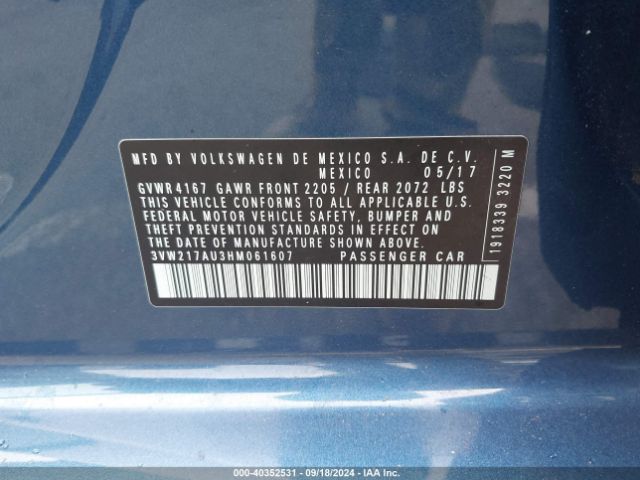 MFD BY VOLKSWAGEN DE MEXICO S.A. DE C.V.
MEXICO 05/17
GVWR 4167 GAWR FRONT 2205 / REAR 2072 LBS
THIS VEHICLE CONFORMS TO ALL APPLICABLE U.S.
FEDERAL MOTOR VEHICLE SAFETY, BUMPER AND
THEFT PREVENTION STANDARDS IN EFFECT ON
THE DATE OF MANUFACTURE SHOWN ABOVE.
3VW217AU3HM061607 PASSENGER CAR
1918339 3220 M
000-40352531 - 09/18/2024 - IAA Inc.